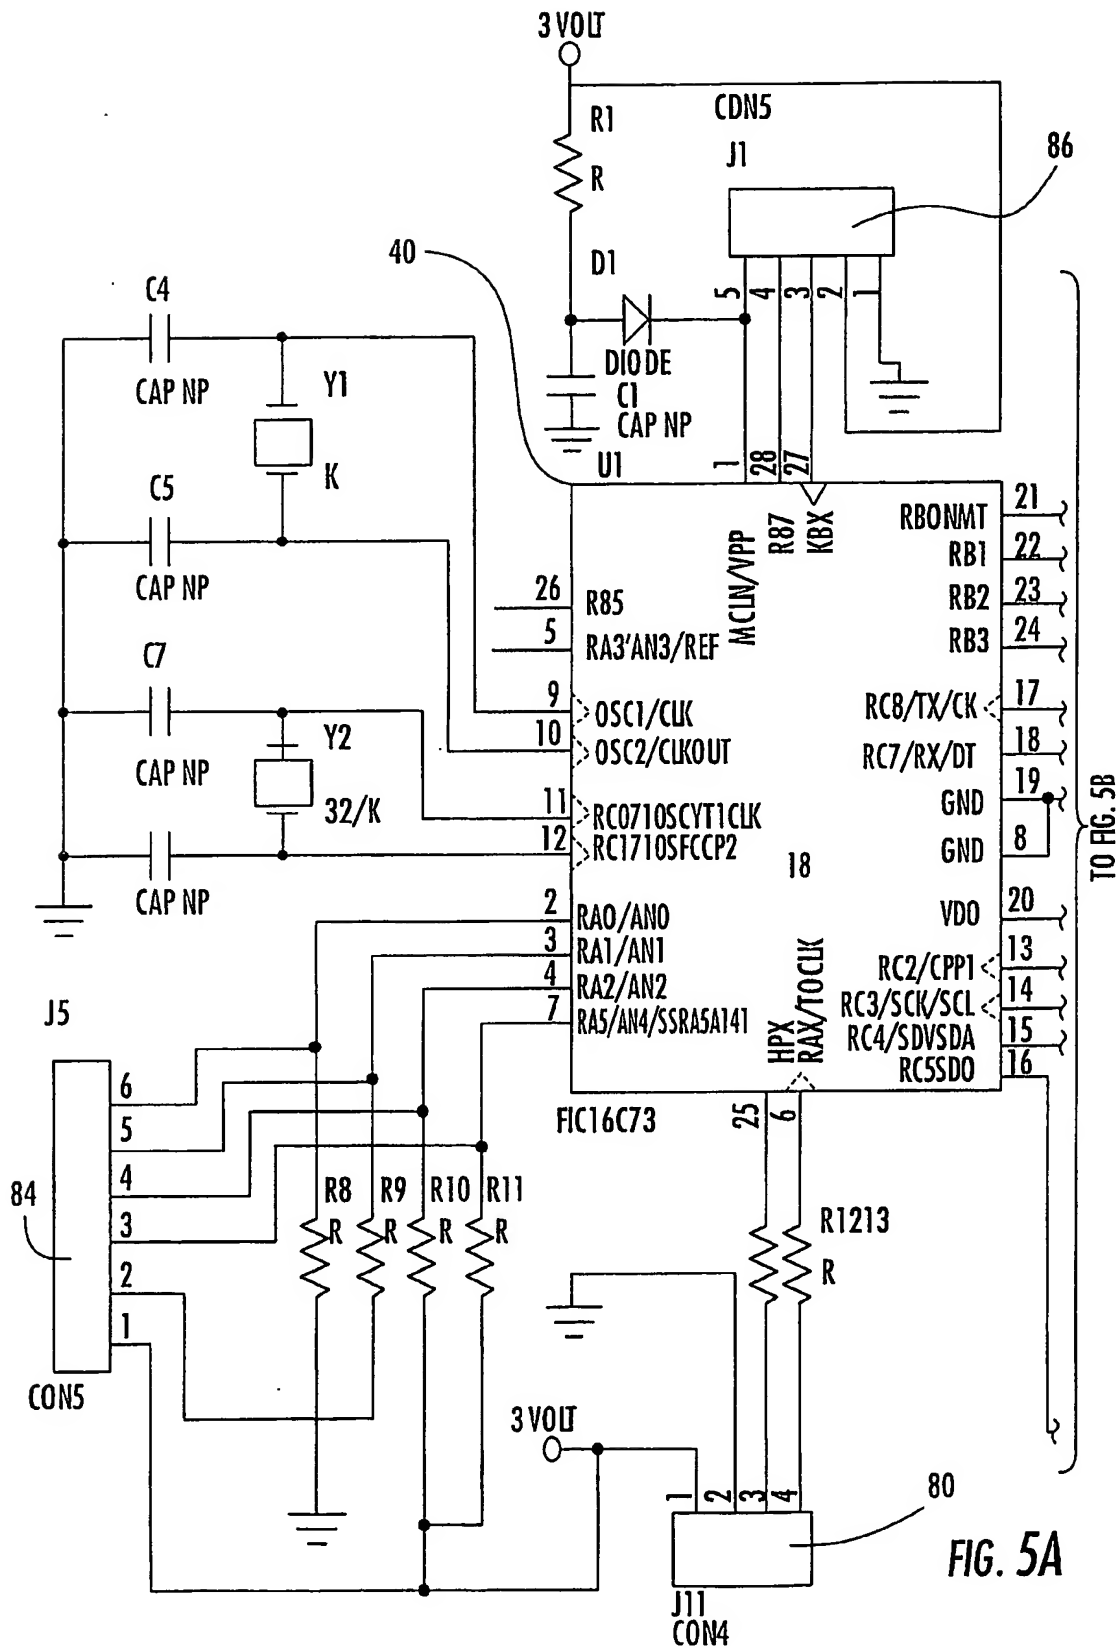 3 VOLT
CDN5
R1
J1
86
R
40
D1
5
4
3
2
1
C4
DIODE
CAP NP
Y1
C1
CAP NP
U1
1
28
27
K
C5
CAP NP
MCLN/VPP
R87
KBX
RBONMT
21
RB1
22
RB2
23
RB3
24
26
R85
5
RA3'AN3/REF
C7
9
OSC1/CLK
RC8/TX/CK
17
10
OSC2/CLKOUT
RC7/RX/DT
18
Y2
CAP NP
32/K
11
RC0710SCYT1CLK
GND
19
12
RC1710SFCCP2
GND
8
18
CAP NP
TO FIG. 5B
2
RA0/AN0
VDO
20
3
RA1/AN1
4
RA2/AN2
RC2/CPP1
13
7
RA5/AN4/SSRA5A141
RC3/SCK/SCL
14
HPX
RAX/TOCLK
RC4/SDVSDA
15
RC5SDO
16
J5
FIC16C73
25
6
6
5
4
3
2
1
84
R8
R9
R10
R11
R
R
R
R
R1213
R
CON5
3 VOLT
1
2
3
4
80
J11
CON4
FIG. 5A